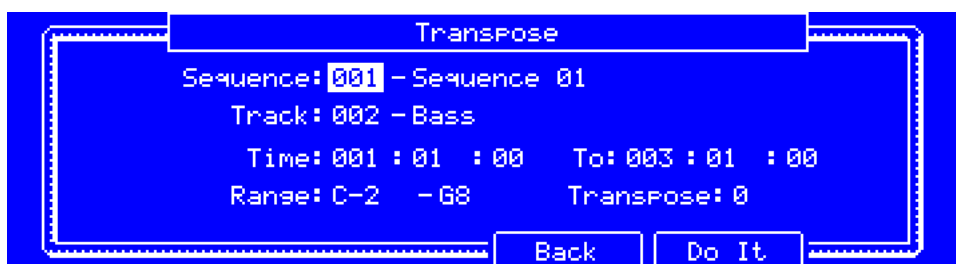 Transpose
Sequence: 001 - Sequence 01
Track: 002 - Bass
Time: 001 : 01 : 00 To: 003 : 01 : 00
Range: C-2 - G8 Transpose: 0
Back Do It